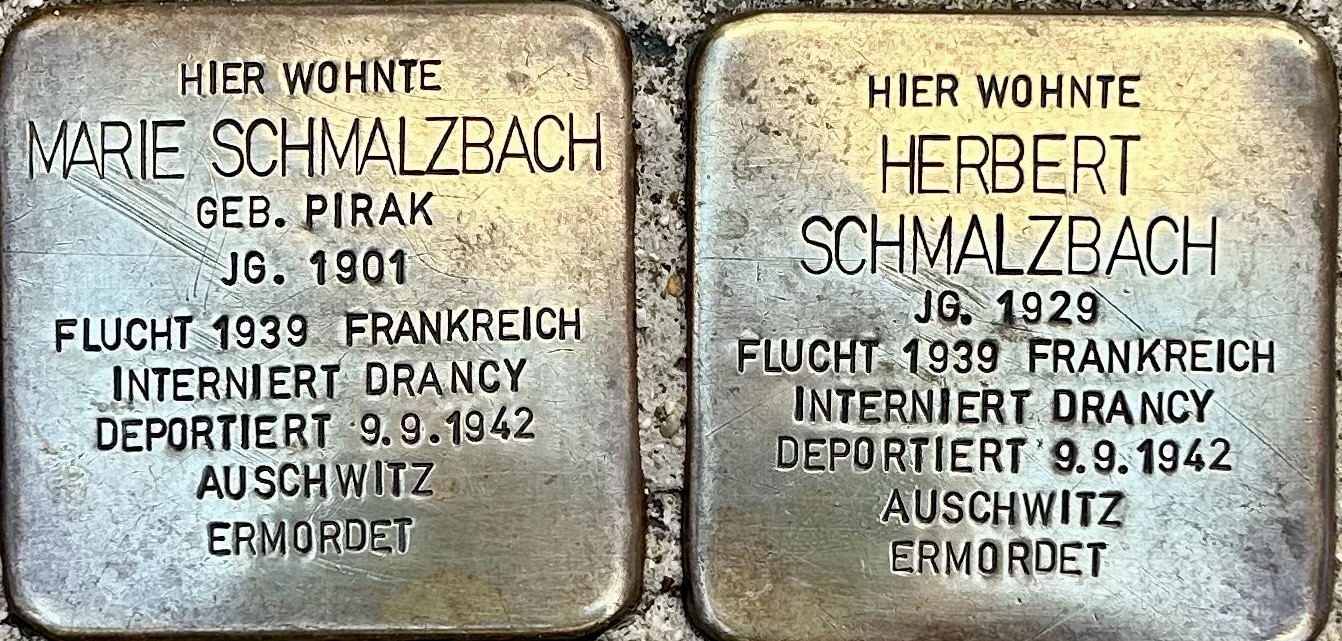 HIER WOHNTE
MARIE SCHMALZBACH
GEB. PIRAK
JG. 1901
FLUCHT 1939 FRANKREICH
INTERNIERT DRANCY
DEPORTIERT 9.9.1942
AUSCHWITZ
ERMORDET
HIER WOHNTE
HERBERT
SCHMALZBACH
JG. 1929
FLUCHT 1939 FRANKREICH
INTERNIERT DRANCY
DEPORTIERT 9.9.1942
AUSCHWITZ
ERMORDET